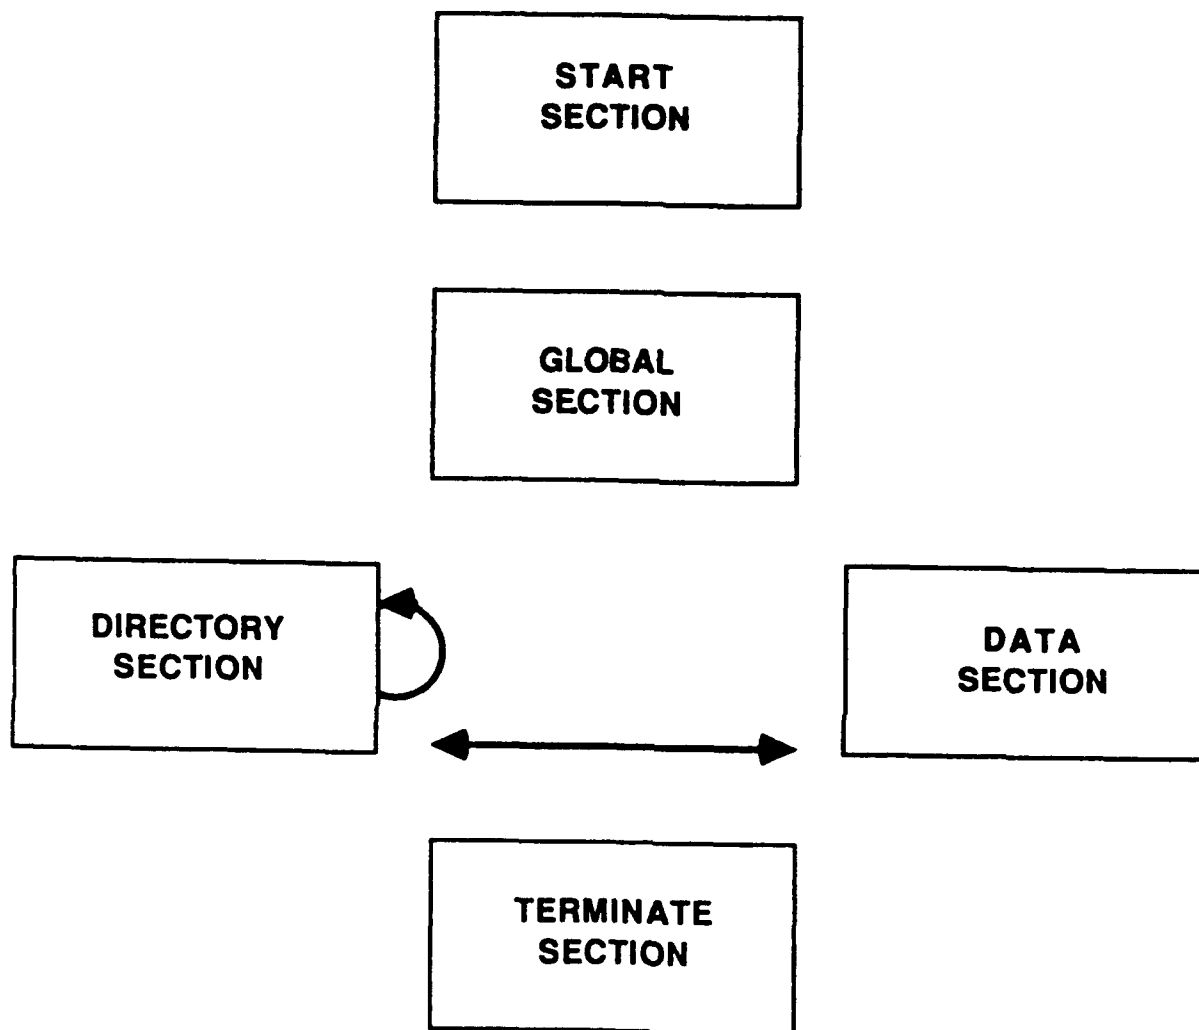 START
SECTION
GLOBAL
SECTION
DIRECTORY
SECTION
DATA
SECTION
TERMINATE
SECTION